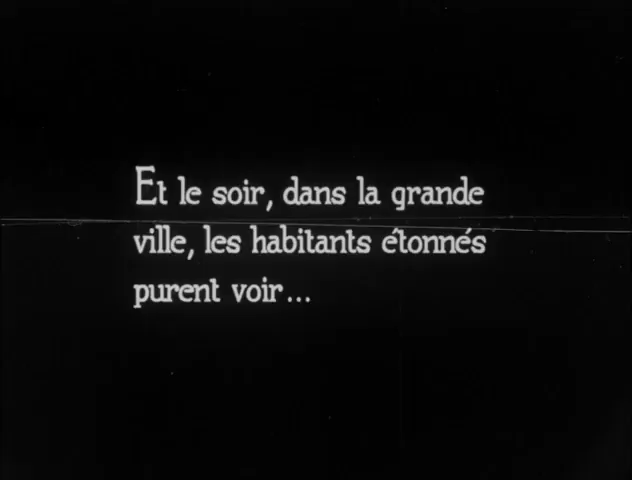 Et le soir, dans la grande
ville, les habitants étonnés
purent voir...